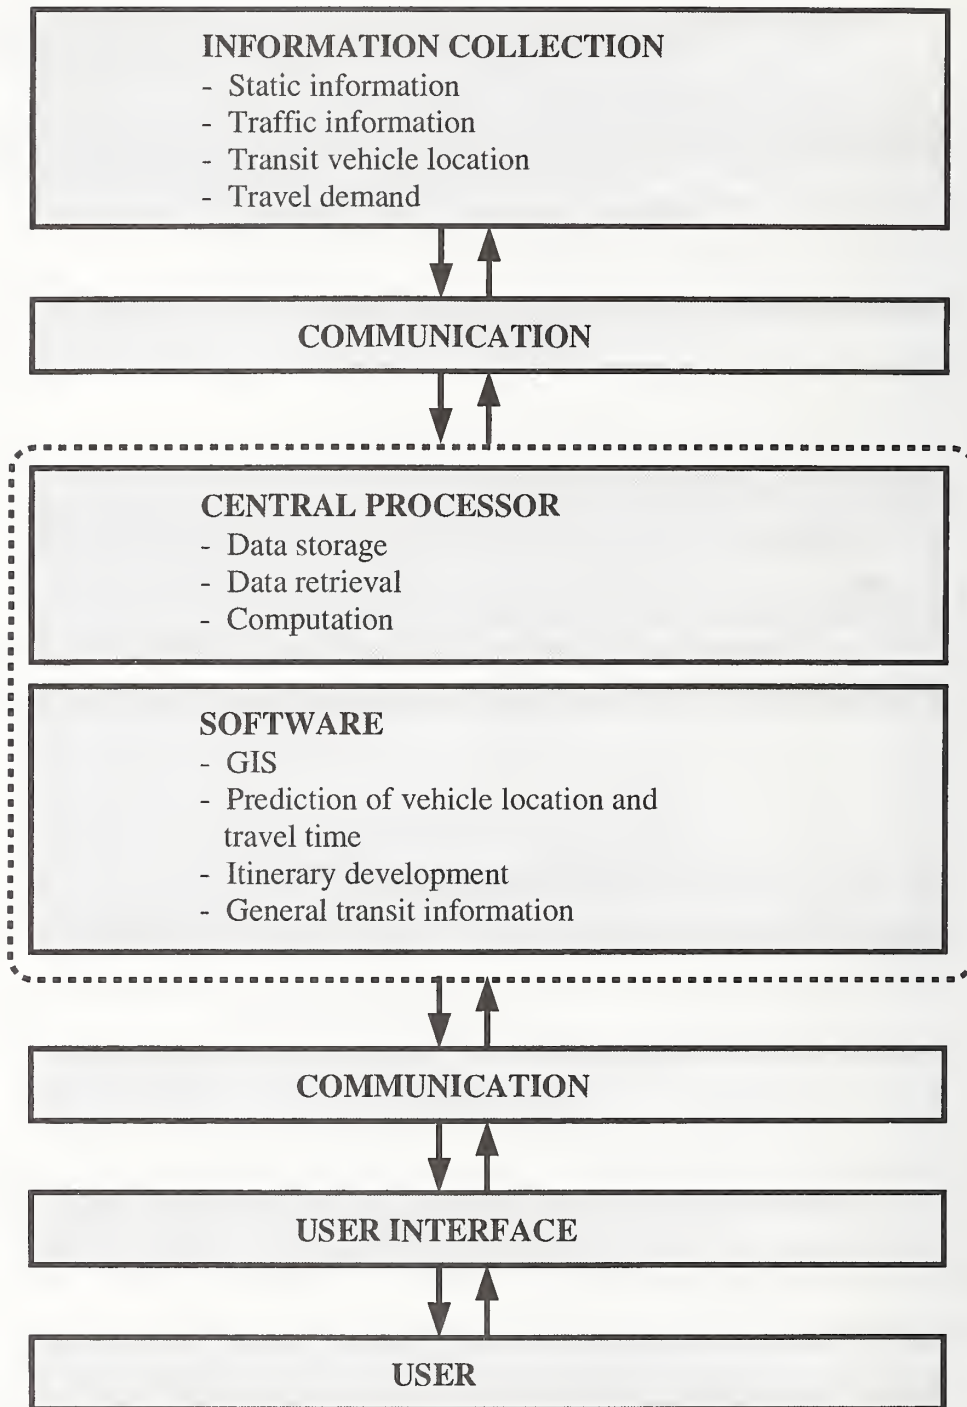 INFORMATION COLLECTION
- Static information
- Traffic information
- Transit vehicle location
- Travel demand
COMMUNICATION
CENTRAL PROCESSOR
- Data storage
- Data retrieval
- Computation
SOFTWARE
- GIS
- Prediction of vehicle location and
travel time
- Itinerary development
- General transit information
COMMUNICATION
USER INTERFACE
USER